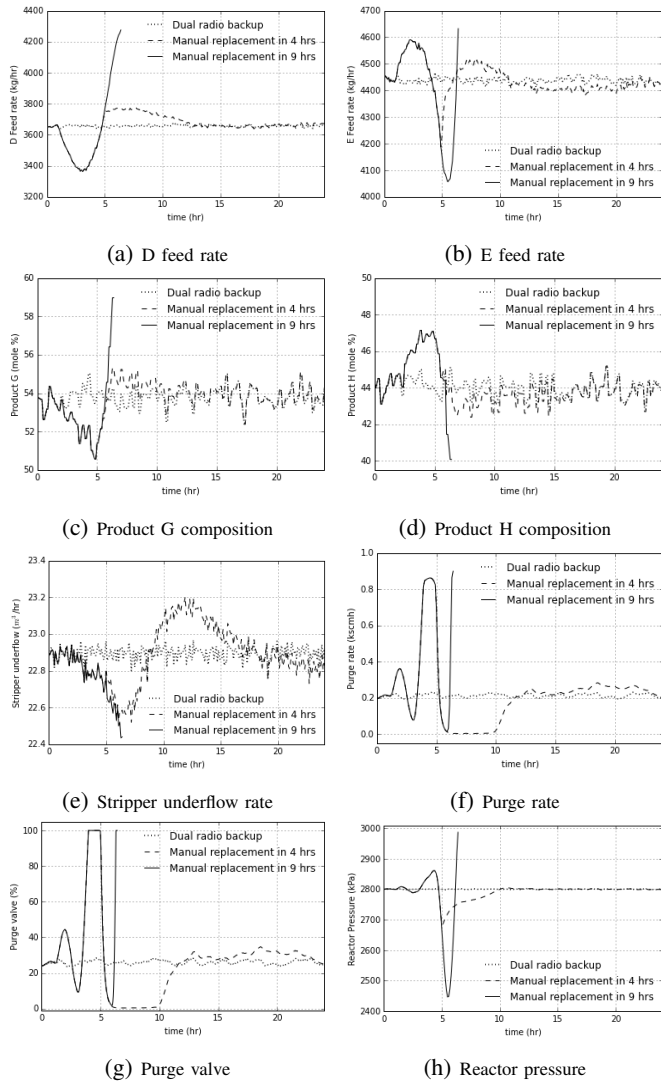 4400
4200
4000
3800
3600
3400
3200
D Feed rate (kg/hr)
Dual radio backup
Manual replacement in 4 hrs
Manual replacement in 9 hrs
0 5 10 15 20
time (hr)
(a) D feed rate
4700
4600
4500
4400
4300
4200
4100
4000
E Feed rate (kg/hr)
Dual radio backup
Manual replacement in 4 hrs
Manual replacement in 9 hrs
0 5 10 15 20
time (hr)
(b) E feed rate
60
58
56
54
52
50
Product G (mole %)
Dual radio backup
Manual replacement in 4 hrs
Manual replacement in 9 hrs
0 5 10 15 20
time (hr)
(c) Product G composition
50
48
46
44
42
40
Product H (mole %)
Dual radio backup
Manual replacement in 4 hrs
Manual replacement in 9 hrs
0 5 10 15 20
time (hr)
(d) Product H composition
23.4
23.2
23.0
22.8
22.6
22.4
Stripper underflow (m³ /hr)
Dual radio backup
Manual replacement in 4 hrs
Manual replacement in 9 hrs
0 5 10 15 20
time (hr)
(e) Stripper underflow rate
1.0
0.8
0.6
0.4
0.2
0.0
Purge rate (kscmh)
Dual radio backup
Manual replacement in 4 hrs
Manual replacement in 9 hrs
0 5 10 15 20
time (hr)
(f) Purge rate
100
80
60
40
20
0
Purge valve (%)
Dual radio backup
Manual replacement in 4 hrs
Manual replacement in 9 hrs
0 5 10 15 20
time (hr)
(g) Purge valve
3000
2900
2800
2700
2600
2500
2400
Reactor Pressure (kPa)
Dual radio backup
Manual replacement in 4 hrs
Manual replacement in 9 hrs
0 5 10 15 20
time (hr)
(h) Reactor pressure